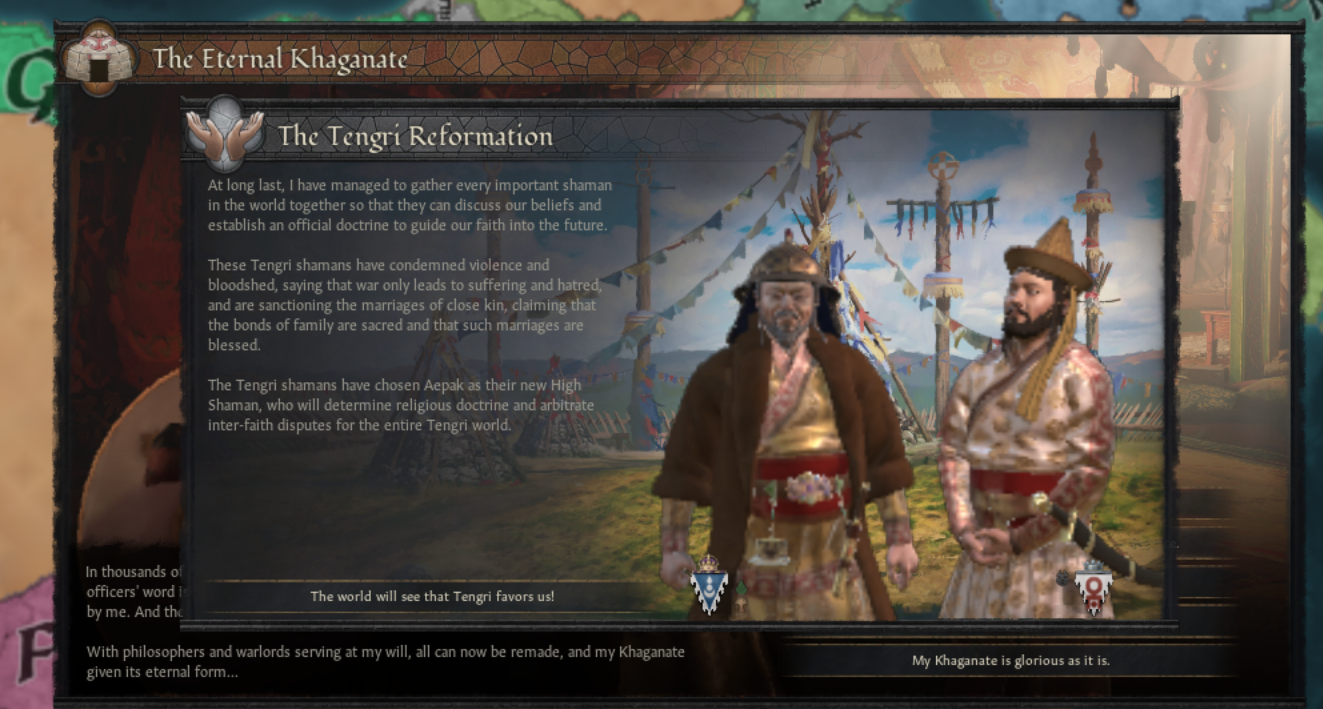 The Eternal Khaganate
The Tengri Reformation
At long last, I have managed to gather every important shaman
in the world together so that they can discuss our beliefs and
establish an official doctrine to guide our faith into the future.
These Tengri shamans have condemned violence and
bloodshed, saying that war only leads to suffering and hatred,
and are sanctioning the marriages of close kin, claiming that
the bonds of family are sacred and that such marriages are
blessed.
The Tengri shamans have chosen Aepak as their new High
Shaman, who will determine religious doctrine and arbitrate
inter-faith disputes for the entire Tengri world.
The world will see that Tengri favors us!
In thousands of
officers' word
by me. And
With philosophers and warlords serving at my will, all can now be remade, and my Khaganate
given its eternal form...
My Khaganate is glorious as it is.